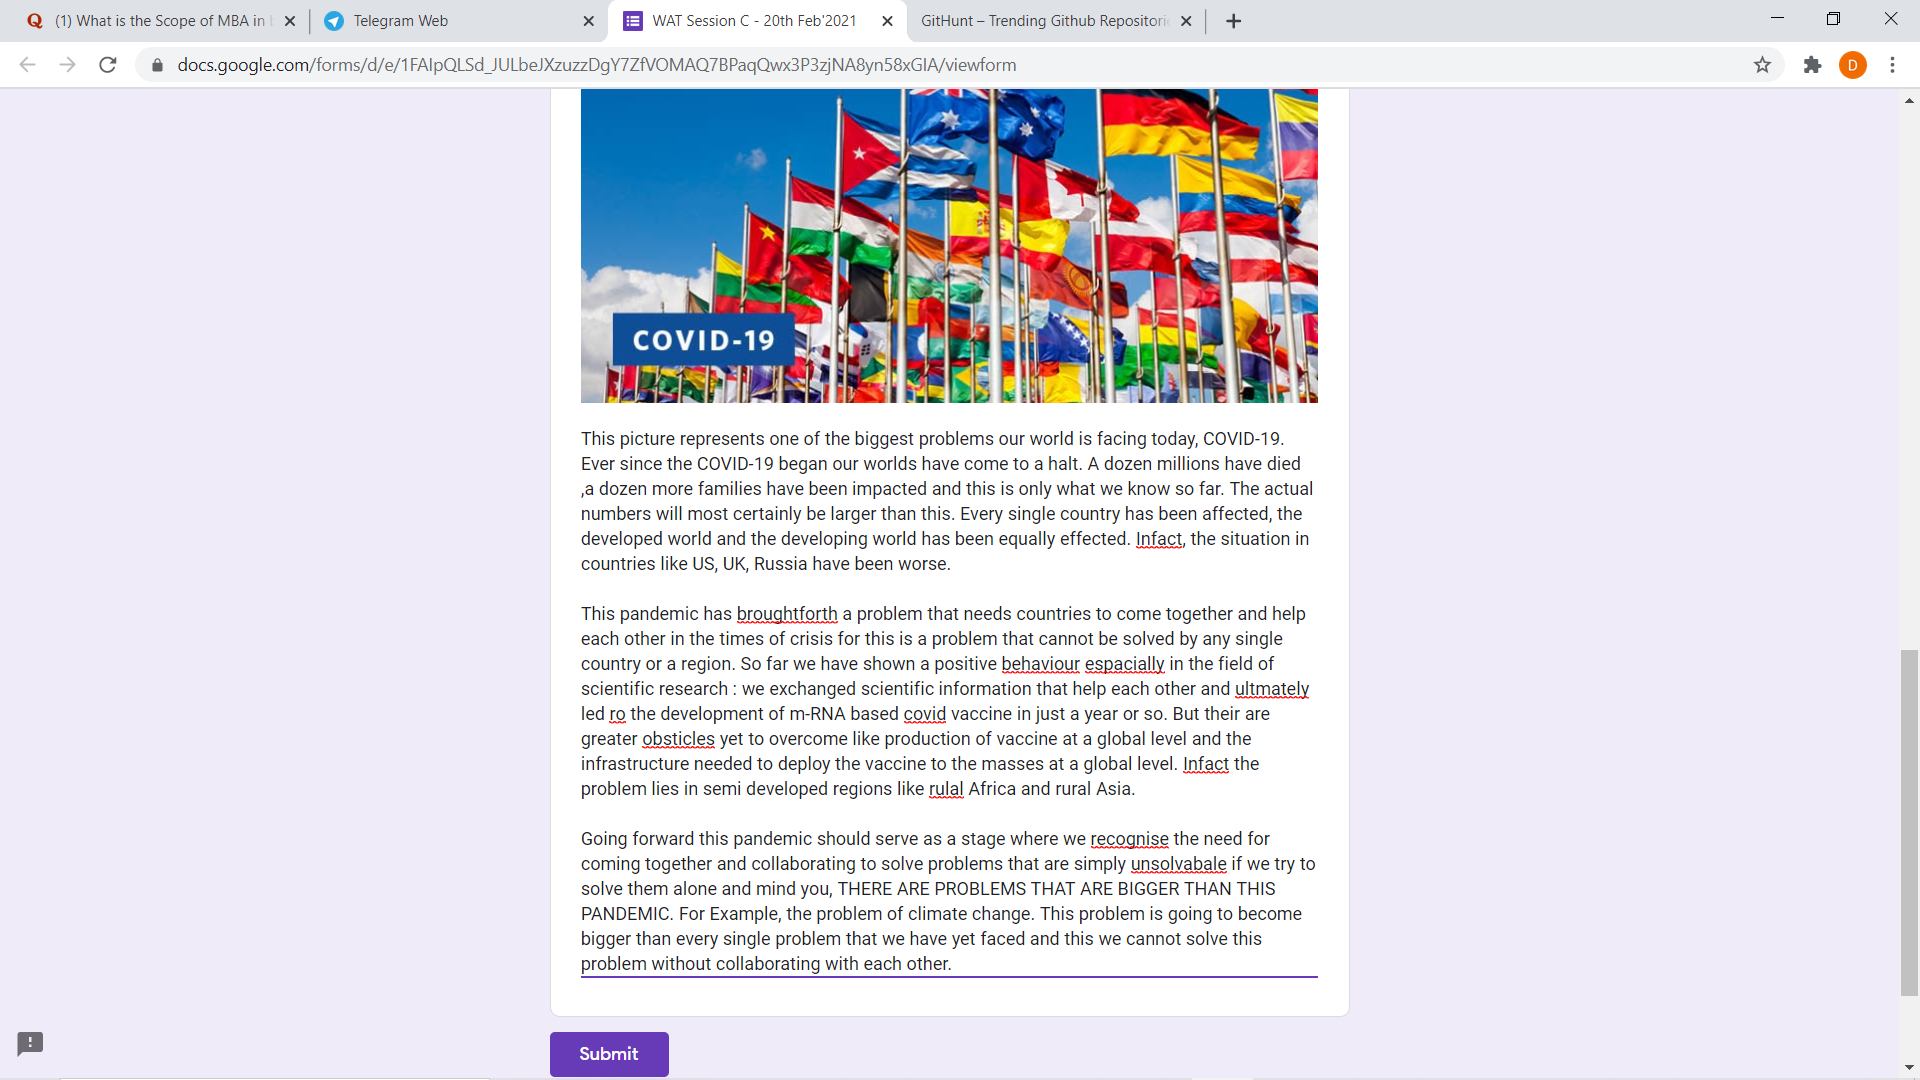 (1) What is the Scope of MBA in
Telegram Web
WAT Session C - 20th Feb'2021
GitHunt – Trending Github Repositori
docs.google.com/forms/d/e/1FAIpQLSd_JULbeJXzuzzDgY7ZfVOMAQ7BPaqQwx3P3zjNA8yn58xGIA/viewform
D
COVID-19
This picture represents one of the biggest problems our world is facing today, COVID-19.
Ever since the COVID-19 began our worlds have come to a halt. A dozen millions have died
,a dozen more families have been impacted and this is only what we know so far. The actual
numbers will most certainly be larger than this. Every single country has been affected, the
developed world and the developing world has been equally effected. Infact, the situation in
countries like US, UK, Russia have been worse.
This pandemic has broughtforth a problem that needs countries to come together and help
each other in the times of crisis for this is a problem that cannot be solved by any single
country or a region. So far we have shown a positive behaviour espacially in the field of
scientific research : we exchanged scientific information that help each other and ultmately
led ro the development of m-RNA based covid vaccine in just a year or so. But their are
greater obsticles yet to overcome like production of vaccine at a global level and the
infrastructure needed to deploy the vaccine to the masses at a global level. Infact the
problem lies in semi developed regions like rulal Africa and rural Asia.
Going forward this pandemic should serve as a stage where we recognise the need for
coming together and collaborating to solve problems that are simply unsolvabale if we try to
solve them alone and mind you, THERE ARE PROBLEMS THAT ARE BIGGER THAN THIS
PANDEMIC. For Example, the problem of climate change. This problem is going to become
bigger than every single problem that we have yet faced and this we cannot solve this
problem without collaborating with each other.
Submit